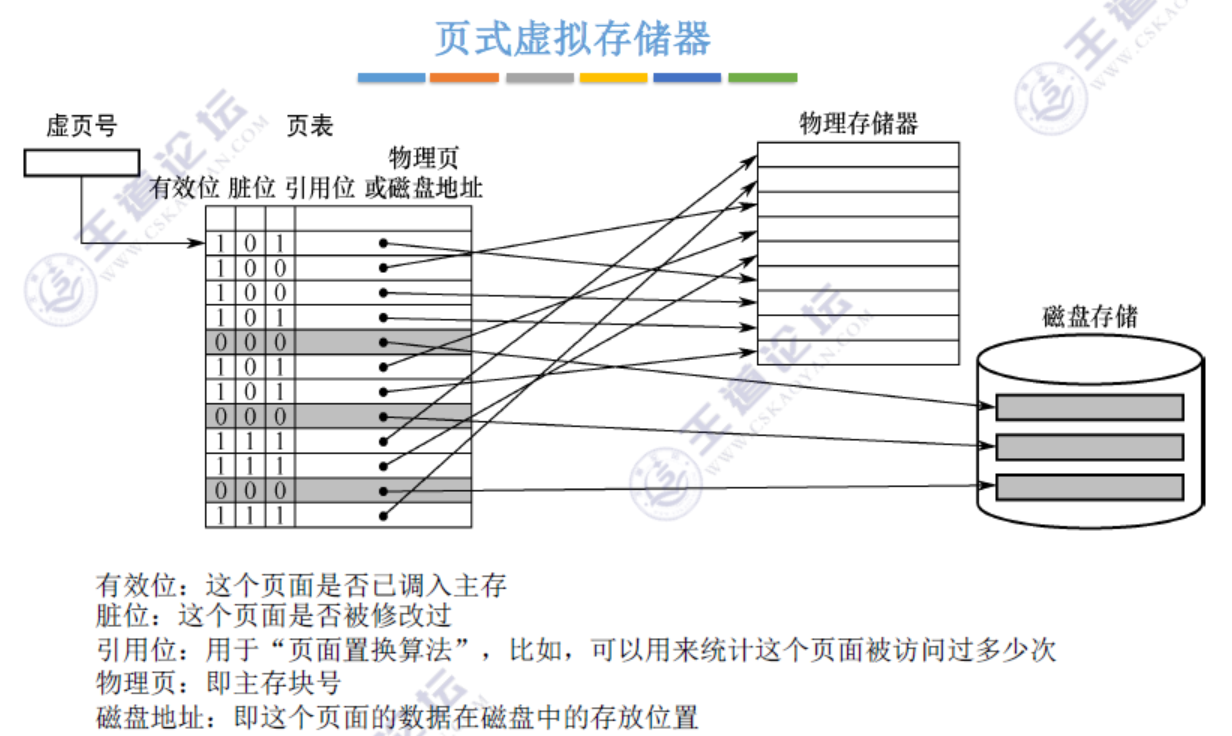 页式虚拟存储器
虚页号
页表
物理存储器
物理页
有效位 脏位 引用位 或磁盘地址
1 0 1
1 0 0
1 0 0
1 0 1
0 0 0
1 0 1
1 0 1
0 0 0
1 1 1
1 1 1
0 0 0
1 1 1
磁盘存储
有效位：这个页面是否已调入主存
脏位：这个页面是否被修改过
引用位：用于“页面置换算法”，比如，可以用来统计这个页面被访问过多少次
物理页：即主存块号
磁盘地址：即这个页面的数据在磁盘中的存放位置
王道论坛
WWW.CSKAOYAN.COM
王道论坛
WWW.CSKAOYAN.COM